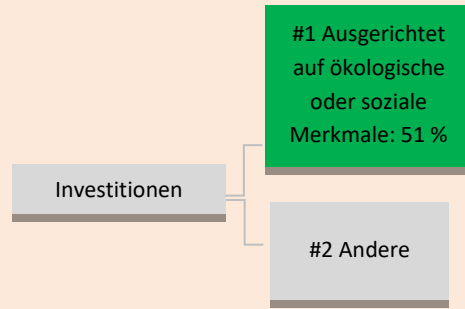 #1 Ausgerichtet
auf ökologische
oder soziale
Merkmale: 51 %
Investitionen
#2 Andere